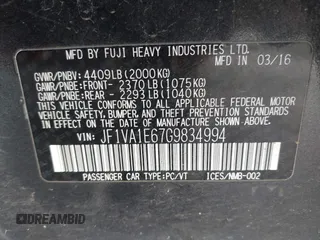 MFD. BY FUJI HEAVY INDUSTRIES LTD. 03/16
GVWR/PNBV: 4409LB(2000KG)
GAWR/PNBE:FRONT- 2370LB(1075KG)
GAWR/PNBE:REAR - 2293LB(1040KG)
THIS VEHICLE CONFORMS TO ALL APPLICABLE FEDERAL MOTOR VEHICLE
SAFETY, BUMPER, AND THEFT PREVENTION STANDARDS IN EFFECT ON THE
DATE OF MANUFACTURE SHOWN ABOVE.
VIN: JF1VA1E67G9834994
PASSENGER CAR TYPE:PC/VT ICES/NMB-002
DREAMBID